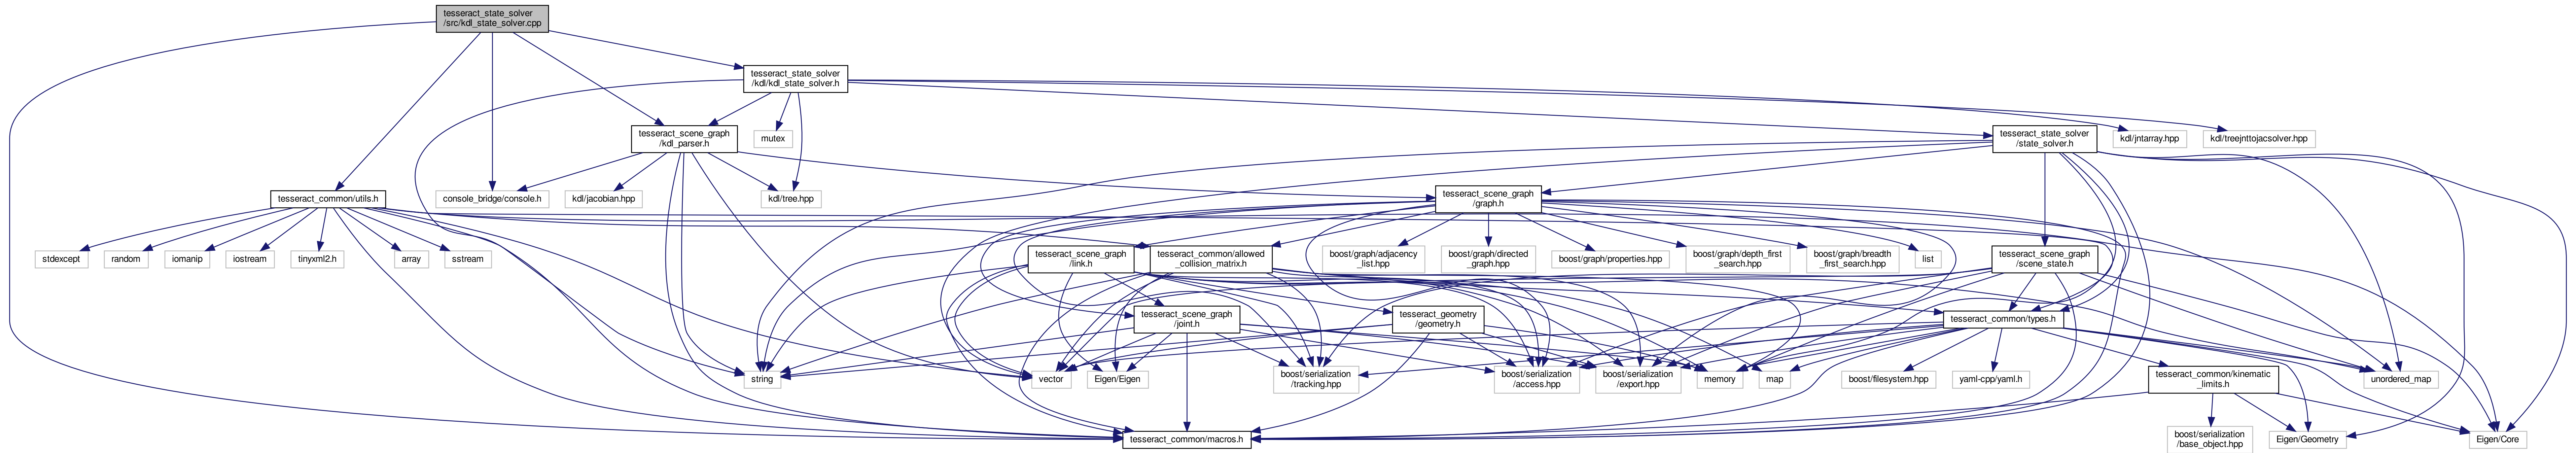 tesseract_state_solver
/src/kdl_state_solver.cpp
tesseract_state_solver
/kdl/kdl_state_solver.h
tesseract_scene_graph
/kdl_parser.h
mutex
tesseract_state_solver
/state_solver.h
kdl/jntarray.hpp
kdl/treejnttojacsolver.hpp
tesseract_common/utils.h
console_bridge/console.h
kdl/jacobian.hpp
kdl/tree.hpp
tesseract_scene_graph
/graph.h
stdexcept
random
iomanip
iostream
tinyxml2.h
array
sstream
tesseract_scene_graph
/link.h
tesseract_common/allowed
_collision_matrix.h
boost/graph/adjacency
_list.hpp
boost/graph/directed
_graph.hpp
boost/graph/properties.hpp
boost/graph/depth_first
_search.hpp
boost/graph/breadth
_first_search.hpp
list
tesseract_scene_graph
/scene_state.h
tesseract_scene_graph
/joint.h
tesseract_geometry
/geometry.h
tesseract_common/types.h
string
vector
Eigen/Eigen
boost/serialization
/tracking.hpp
boost/serialization
/access.hpp
boost/serialization
/export.hpp
memory
map
boost/filesystem.hpp
yaml-cpp/yaml.h
tesseract_common/kinematic
_limits.h
unordered_map
tesseract_common/macros.h
boost/serialization
/base_object.hpp
Eigen/Geometry
Eigen/Core